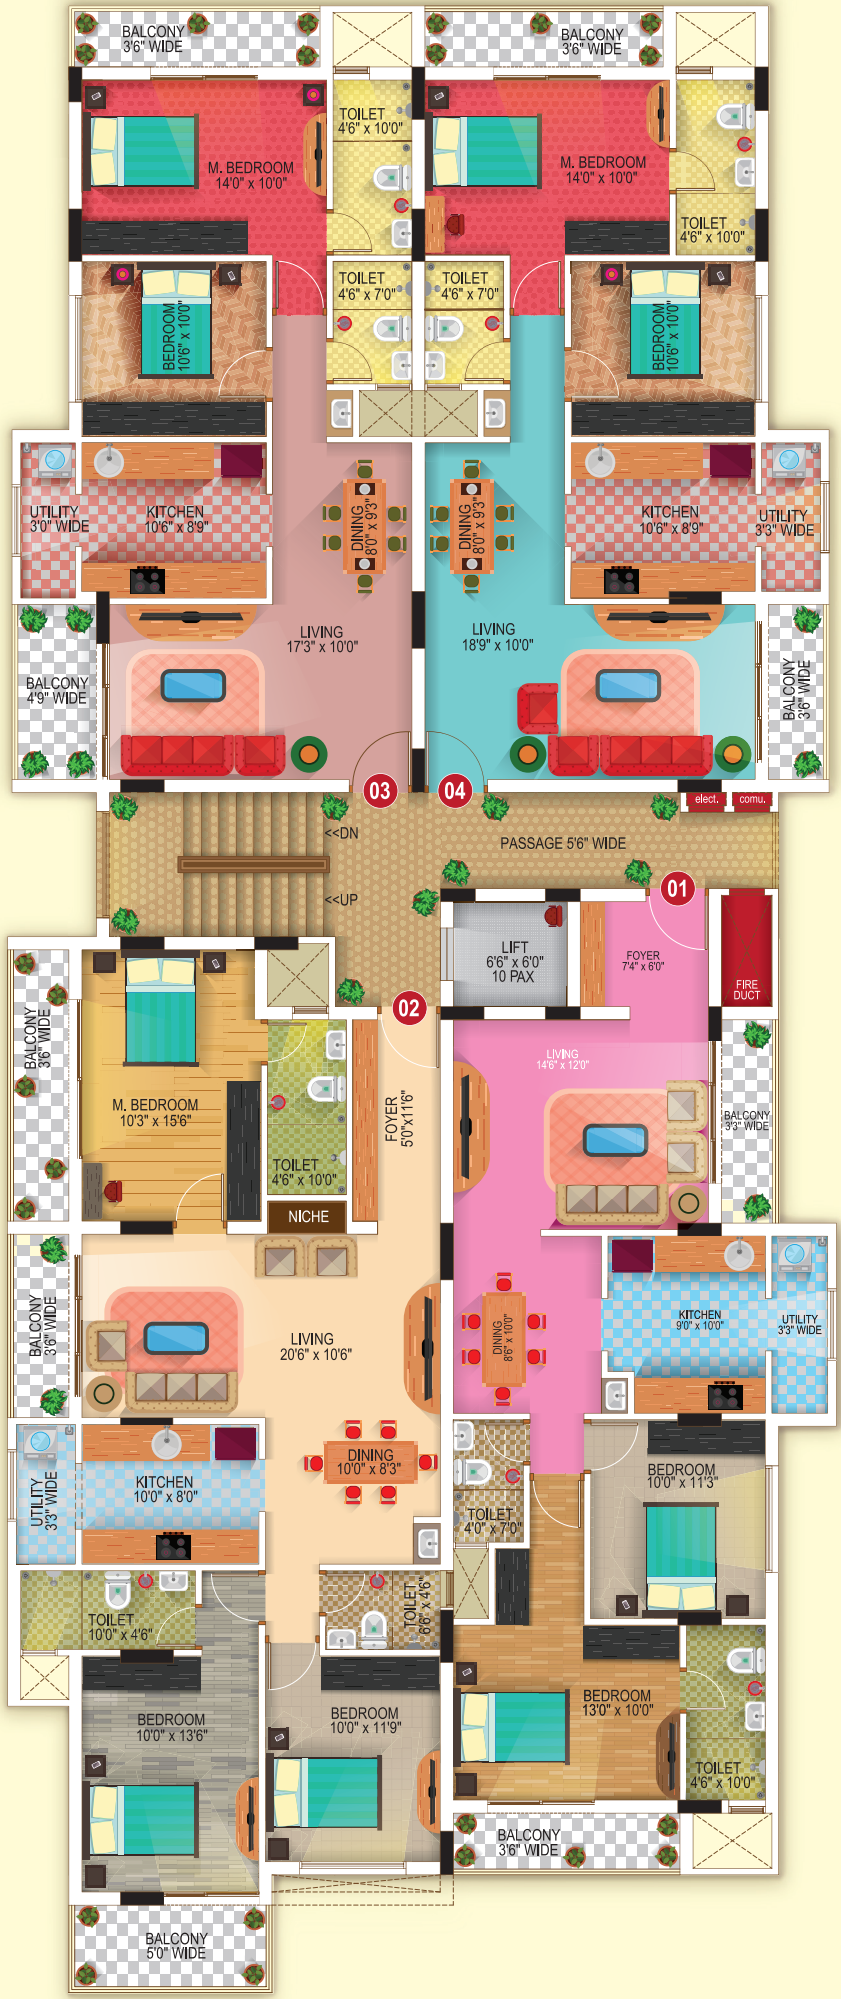 BALCONY
3'6" WIDE
BALCONY
3'6" WIDE
TOILET
4'6" x 10'0"
M. BEDROOM
14'0" x 10'0"
M. BEDROOM
14'0" x 10'0"
TOILET
4'6" x 10'0"
TOILET
4'6" x 7'0"
TOILET
4'6" x 7'0"
BEDROOM
10'6" x 10'0"
BEDROOM
10'6" x 10'0"
UTILITY
3'0" WIDE
KITCHEN
10'6" x 8'9"
DINING
8'0" x 9'3"
DINING
8'0" x 9'3"
KITCHEN
10'6" x 8'9"
UTILITY
3'3" WIDE
LIVING
17'3" x 10'0"
LIVING
18'9" x 10'0"
BALCONY
4'9" WIDE
BALCONY
3'6" WIDE
03
04
elect.
comu.
<<DN
PASSAGE 5'6" WIDE
<<UP
01
LIFT
6'6" x 6'0"
10 PAX
FOYER
7'4" x 6'0"
FIRE
DUCT
02
BALCONY
3'6" WIDE
M. BEDROOM
10'3" x 15'6"
FOYER
5'0"x11'6"
LIVING
14'6" x 12'0"
BALCONY
3'3" WIDE
TOILET
4'6" x 10'0"
NICHE
BALCONY
3'6" WIDE
LIVING
20'6" x 10'6"
DINING
8'6" x 10'0"
KITCHEN
9'0" x 10'0"
UTILITY
3'3" WIDE
UTILITY
3'3" WIDE
KITCHEN
10'0" x 8'0"
DINING
10'0" x 8'3"
BEDROOM
10'0" x 11'3"
TOILET
4'0" x 7'0"
TOILET
10'0" x 4'6"
TOILET
6'6" x 4'6"
BEDROOM
10'0" x 13'6"
BEDROOM
10'0" x 11'9"
BEDROOM
13'0" x 10'0"
TOILET
4'6" x 10'0"
BALCONY
3'6" WIDE
BALCONY
5'0" WIDE